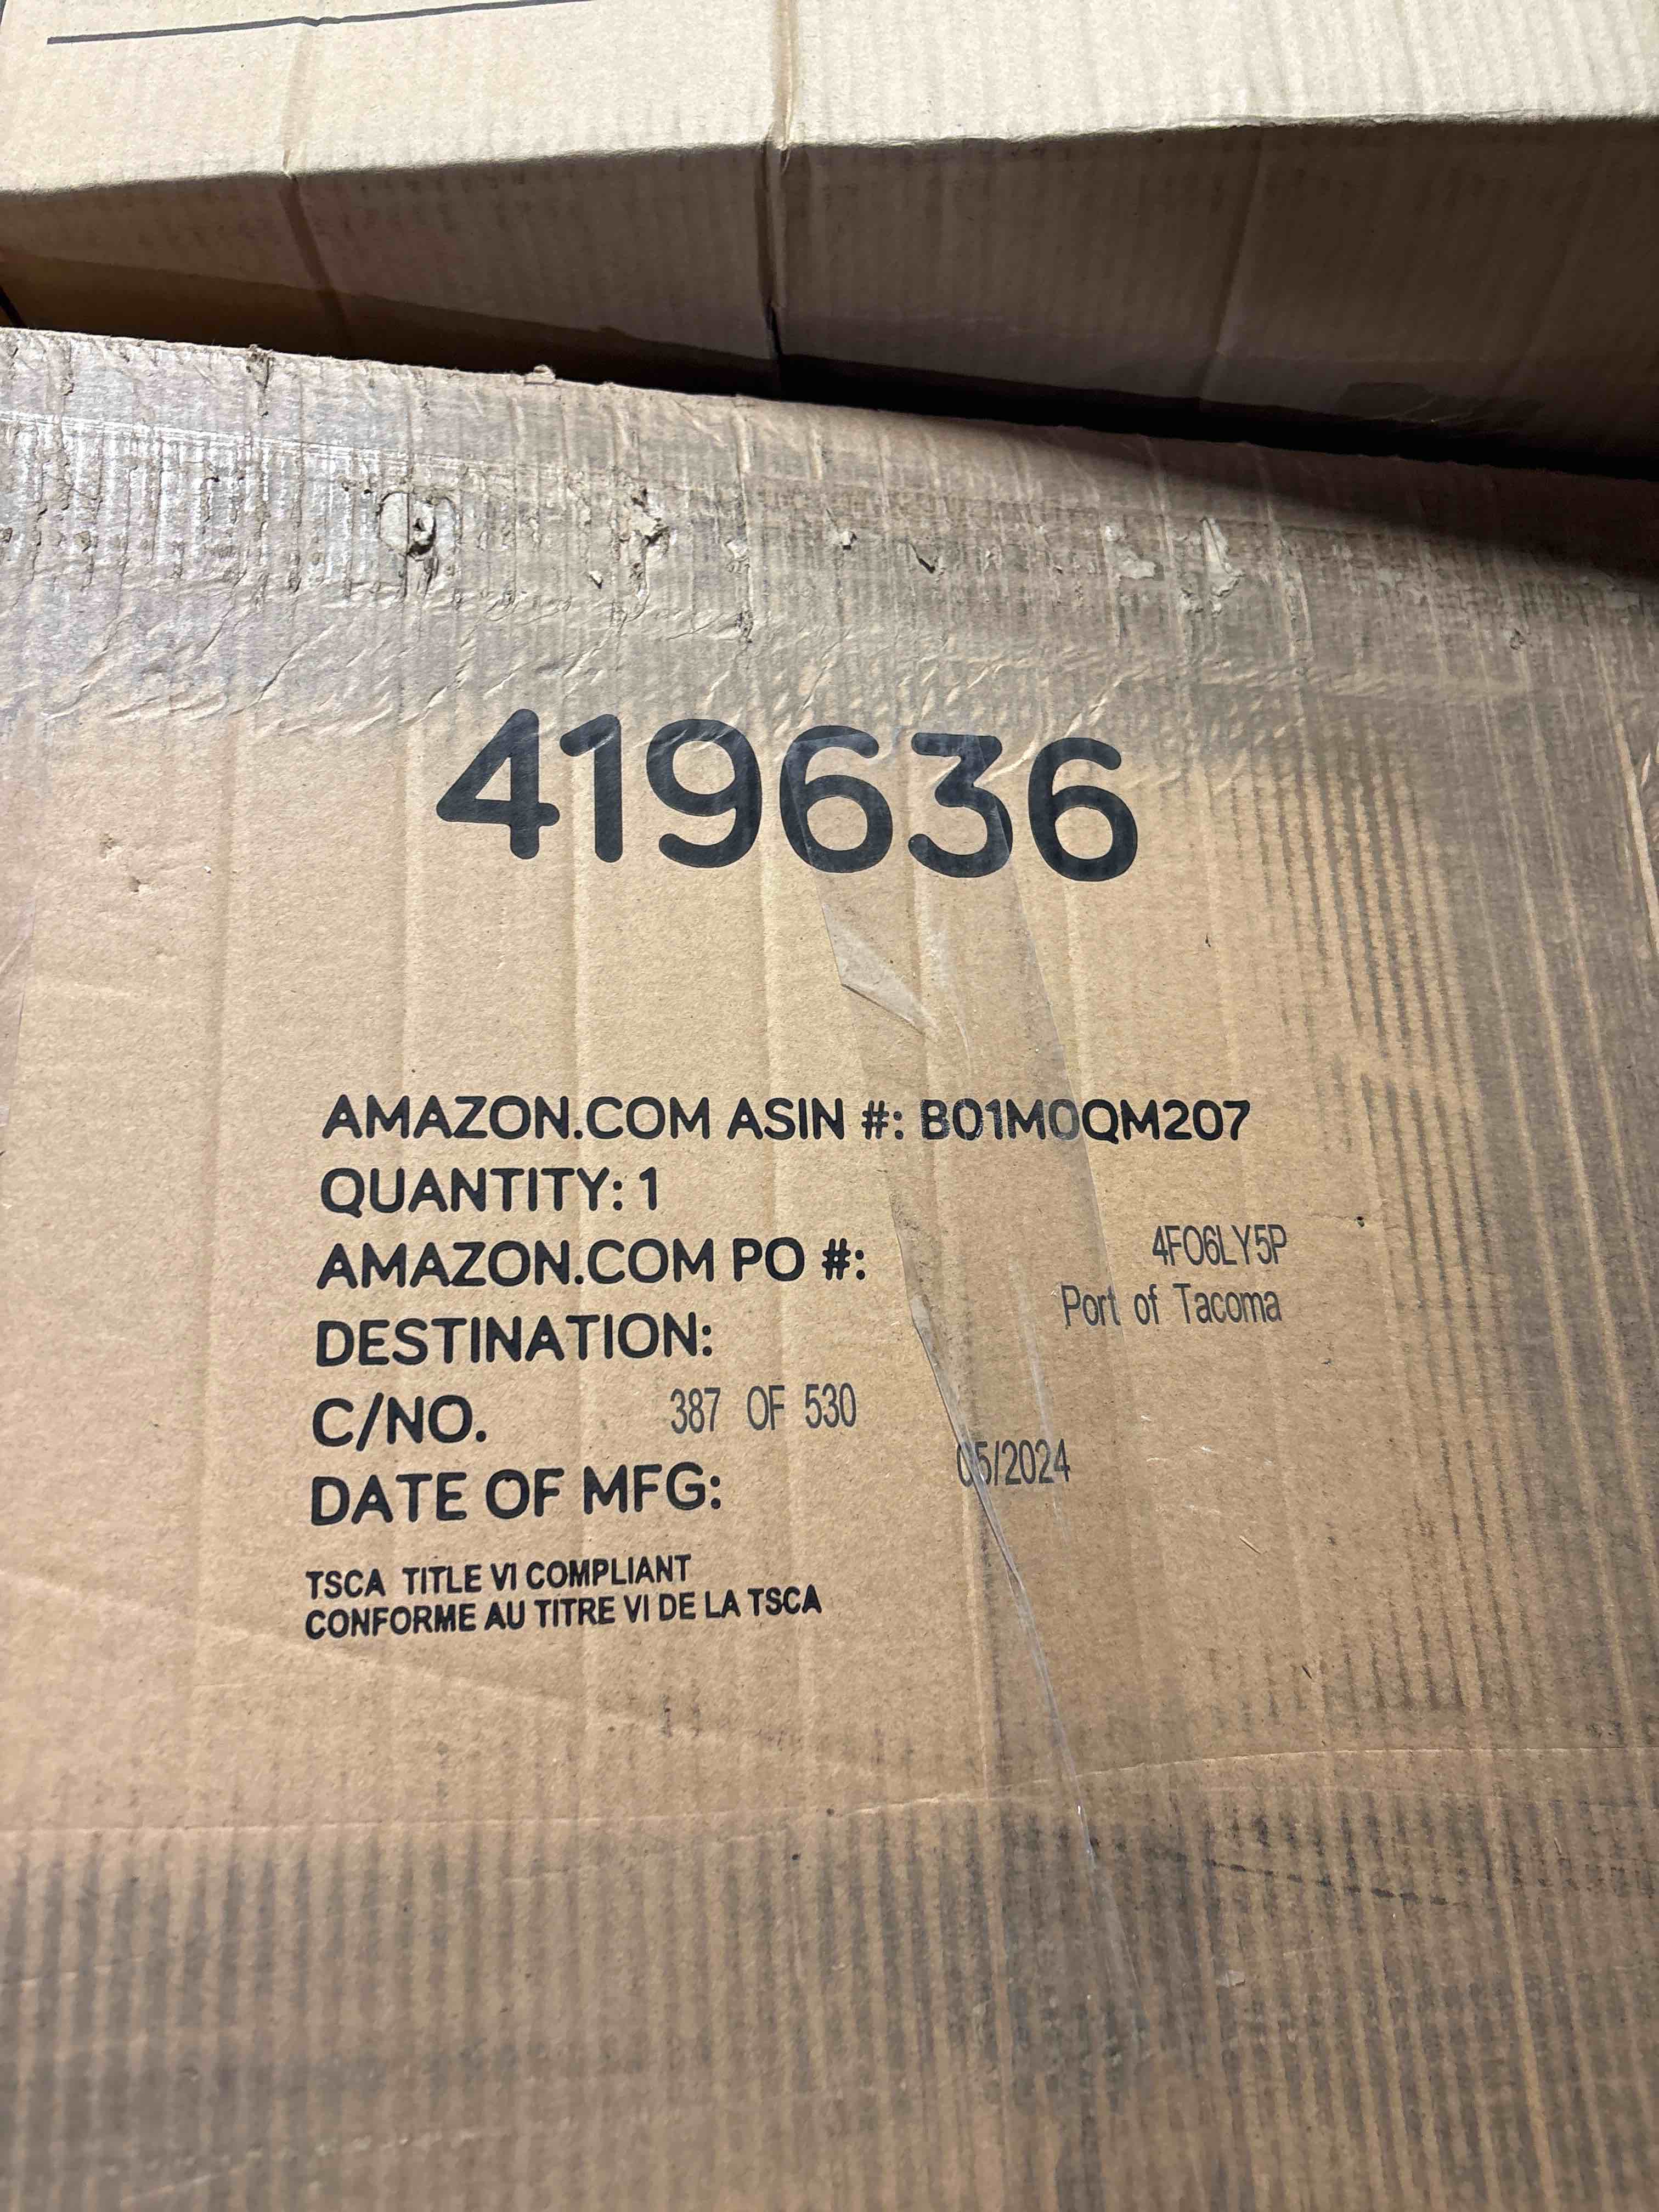 419636
AMAZON.COM ASIN #: B01M0QM207
QUANTITY: 1
AMAZON.COM PO #: 4FO6LY5P
DESTINATION: Port of Tacoma
C/NO. 387 OF 530
DATE OF MFG: 05/2024
TSCA TITLE VI COMPLIANT
CONFORME AU TITRE VI DE LA TSCA